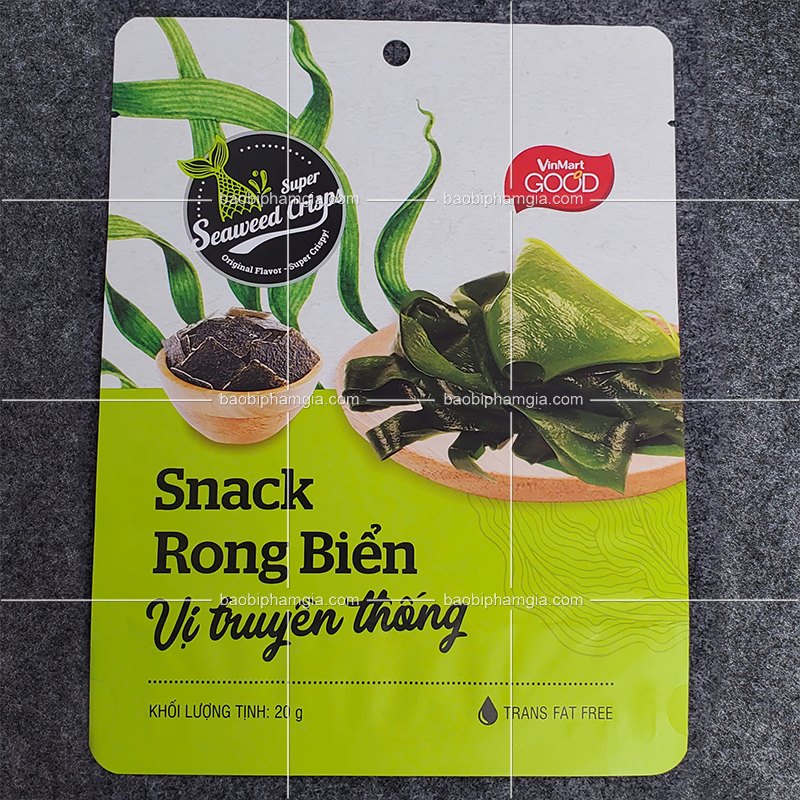 VinMart
GOOD
Super
Seaweed Crisps
Original Flavor - Super Crispy!
baobiphamgia.com
baobiphamgia.com
baobiphamgia.com
baobiphamgia.com
Snack
Rong Biển
baobiphamgia.com
baobiphamgia.com
Vị truyền thống
KHỐI LƯỢNG TỊNH: 20 g
TRANS FAT FREE